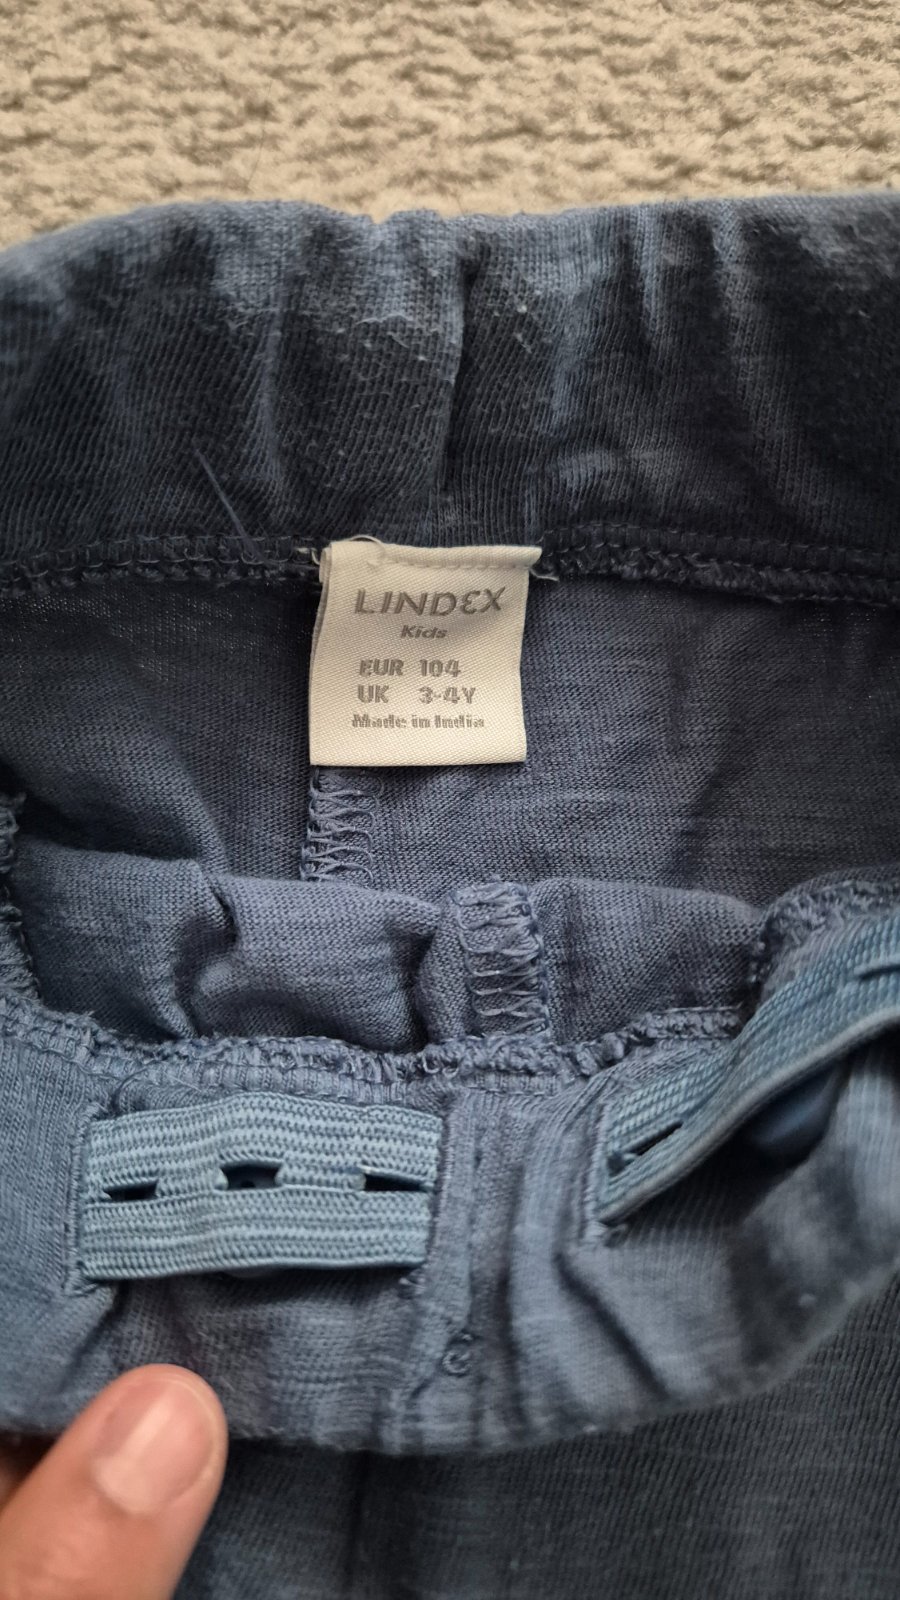 LINDEX
Kids
EUR 104
UK 3-4Y
Made in India